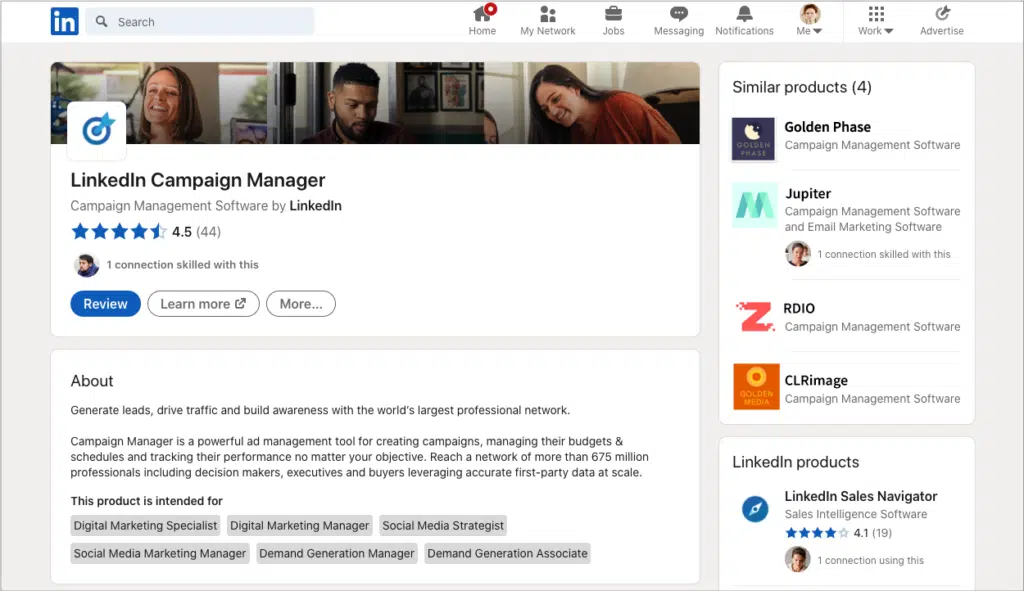 in
Search
Home
My Network
Jobs
Messaging
Notifications
Me
Work
Advertise
LinkedIn Campaign Manager
Campaign Management Software by LinkedIn
4.5 (44)
1 connection skilled with this
Review
Learn more
More...
About
Generate leads, drive traffic and build awareness with the world's largest professional network.
Campaign Manager is a powerful ad management tool for creating campaigns, managing their budgets &
schedules and tracking their performance no matter your objective. Reach a network of more than 675 million
professionals including decision makers, executives and buyers leveraging accurate first-party data at scale.
This product is intended for
Digital Marketing Specialist
Digital Marketing Manager
Social Media Strategist
Social Media Marketing Manager
Demand Generation Manager
Demand Generation Associate
Similar products (4)
GOLDEN
PHASE
Golden Phase
Campaign Management Software
Jupiter
Campaign Management Software
and Email Marketing Software
1 connection skilled with this
RDIO
Campaign Management Software
GOLDEN
MEDIA
CLRimage
Campaign Management Software
LinkedIn products
LinkedIn Sales Navigator
Sales Intelligence Software
4.1 (19)
1 connection using this